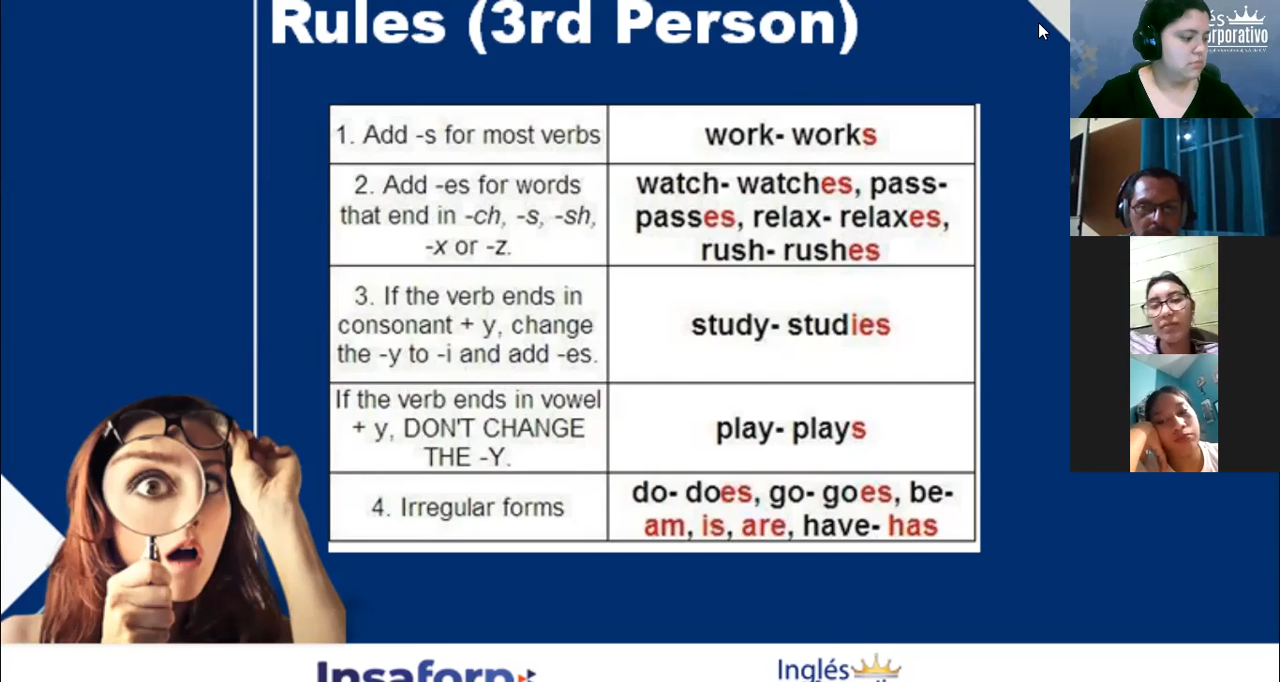 Rules (3rd Person)
1. Add -s for most verbs
work- works
2. Add -es for words
that end in -ch, -s, -sh,
-x or -z.
watch- watches, pass-
passes, relax- relaxes,
rush- rushes
3. If the verb ends in
consonant + y, change
the -y to -i and add -es.
study- studies
If the verb ends in vowel
+ y, DON'T CHANGE
THE -Y.
play- plays
4. Irregular forms
do- does, go- goes, be-
am, is, are, have- has
Insaforp
Inglés